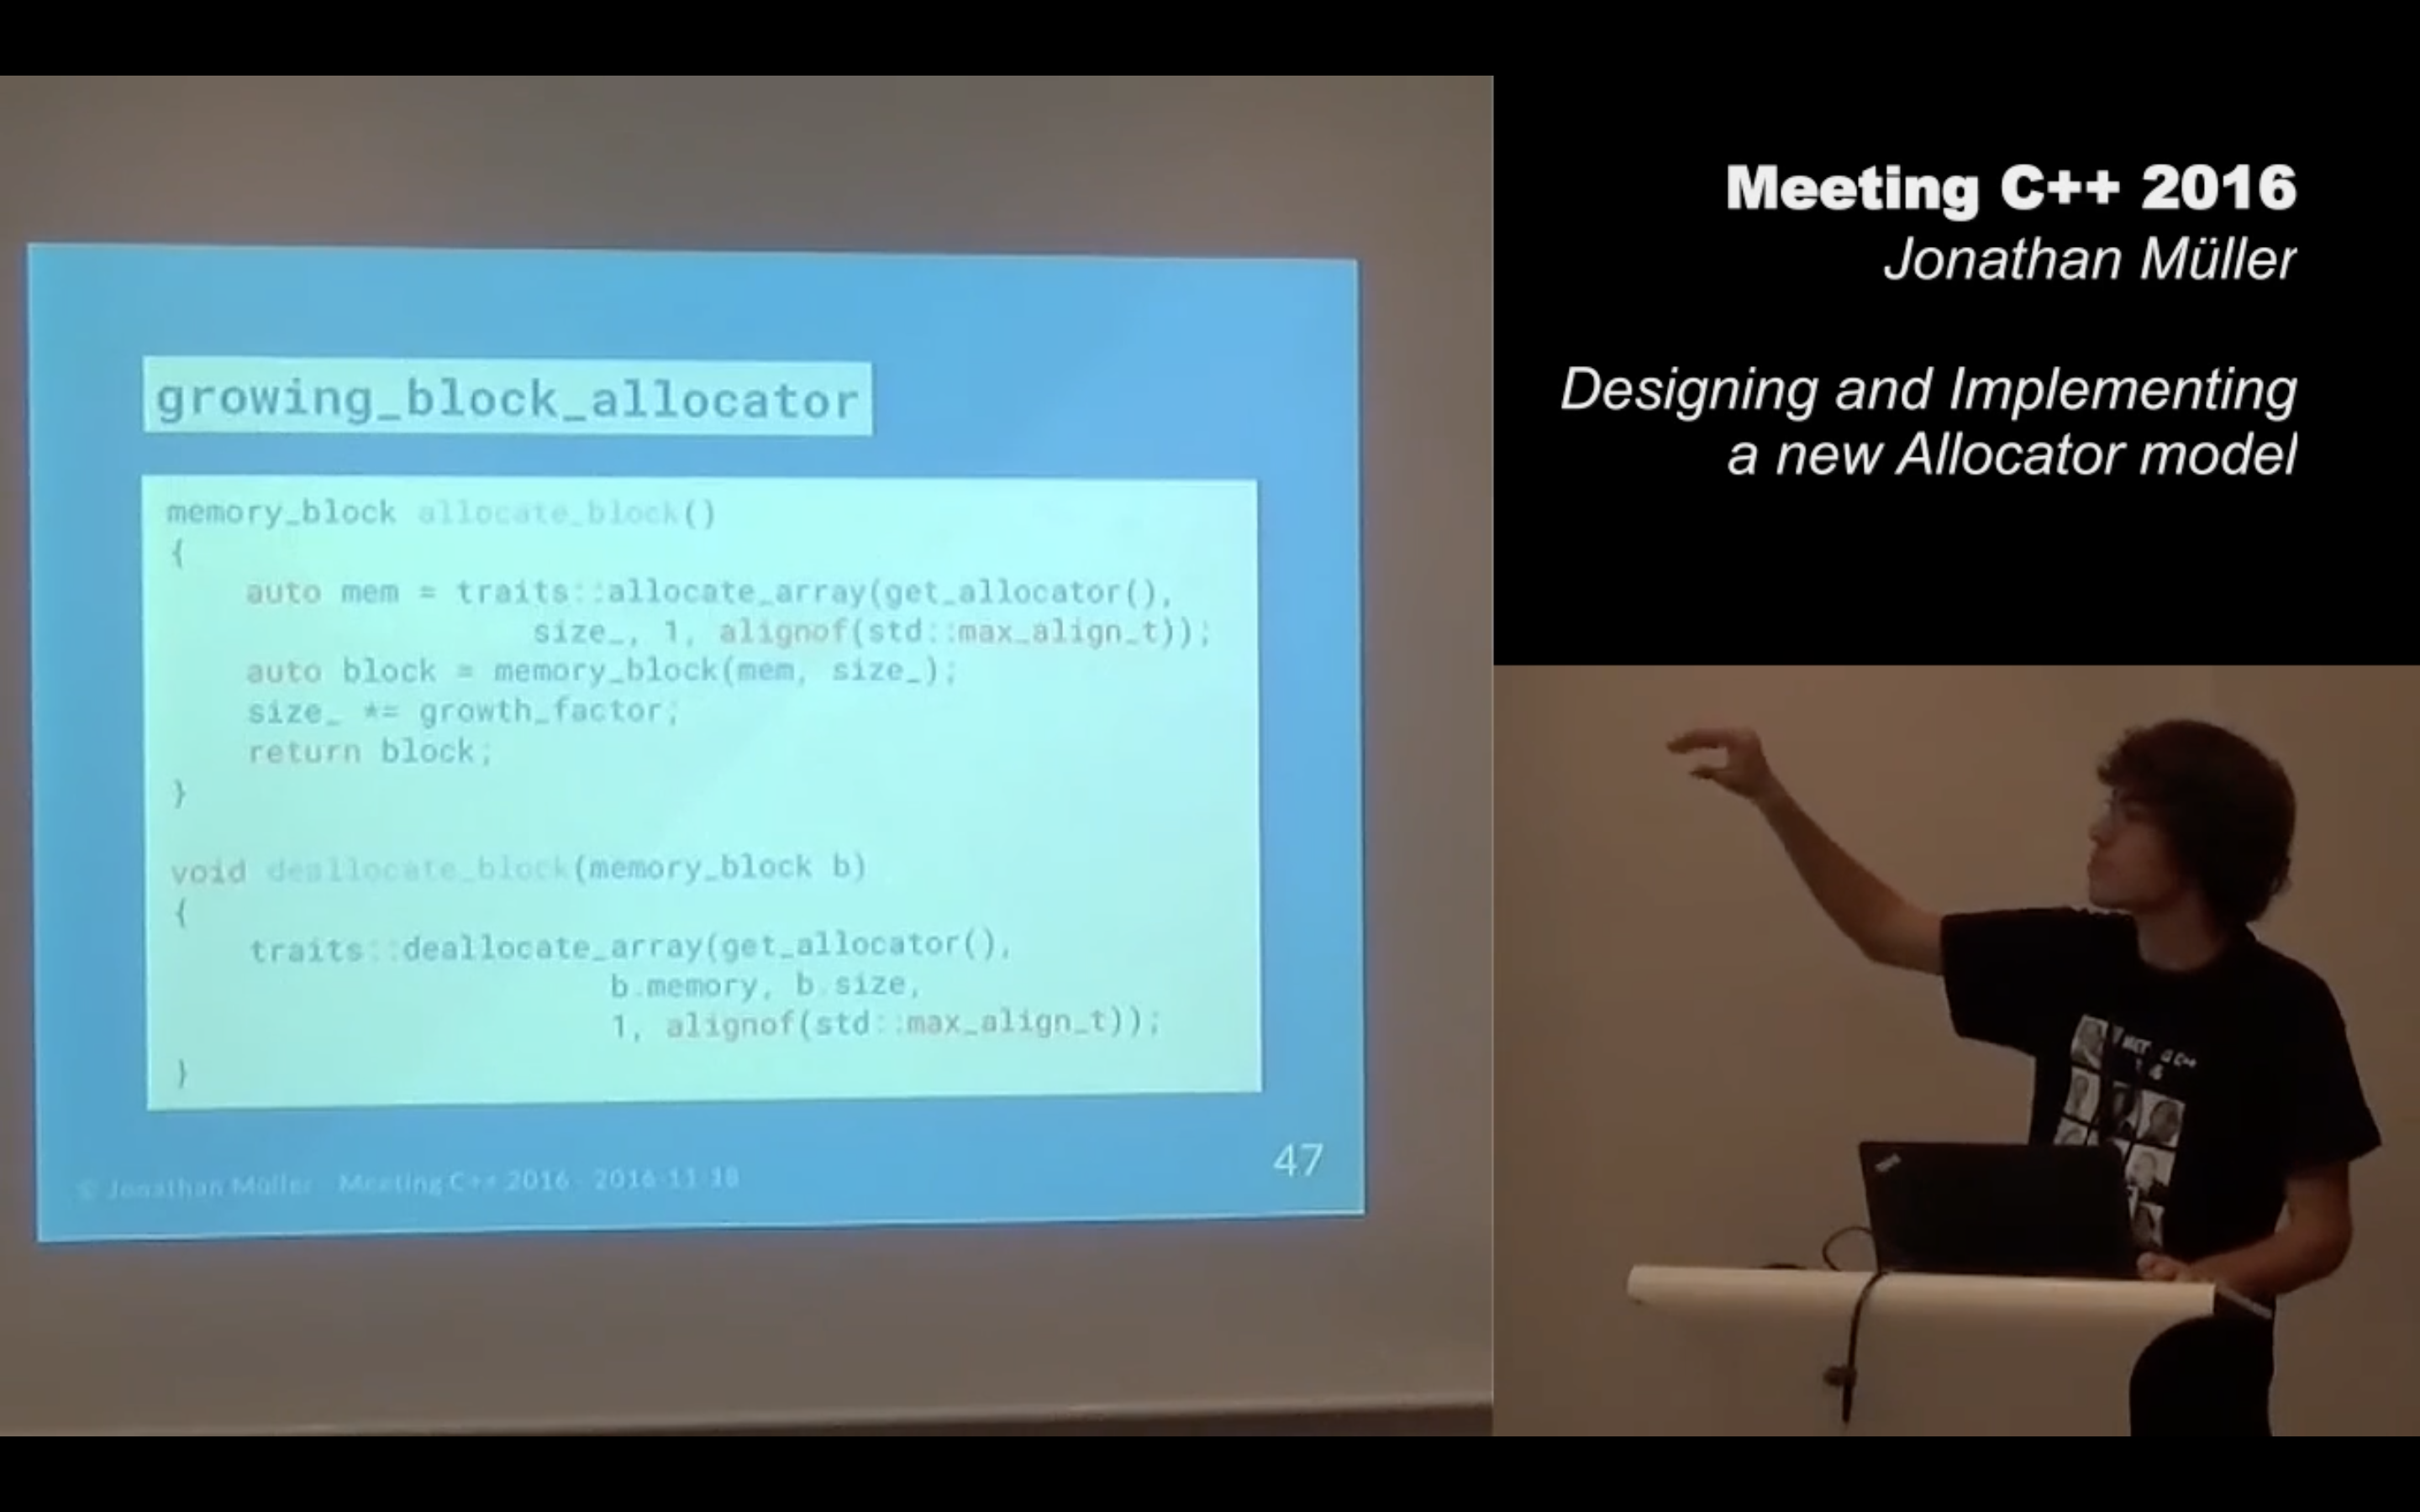 growing_block_allocator
memory_block allocate_block()
{
auto mem = traits::allocate_array(get_allocator(),
size_, 1, alignof(std::max_align_t));
auto block = memory_block(mem, size_);
size_ *= growth_factor;
return block;
}
void deallocate_block(memory_block b)
{
traits::deallocate_array(get_allocator(),
b.memory, b.size,
1, alignof(std::max_align_t));
}
© Jonathan Müller - Meeting C++ 2016 - 2016-11-18
47
Meeting C++ 2016
Jonathan Müller
Designing and Implementing
a new Allocator model